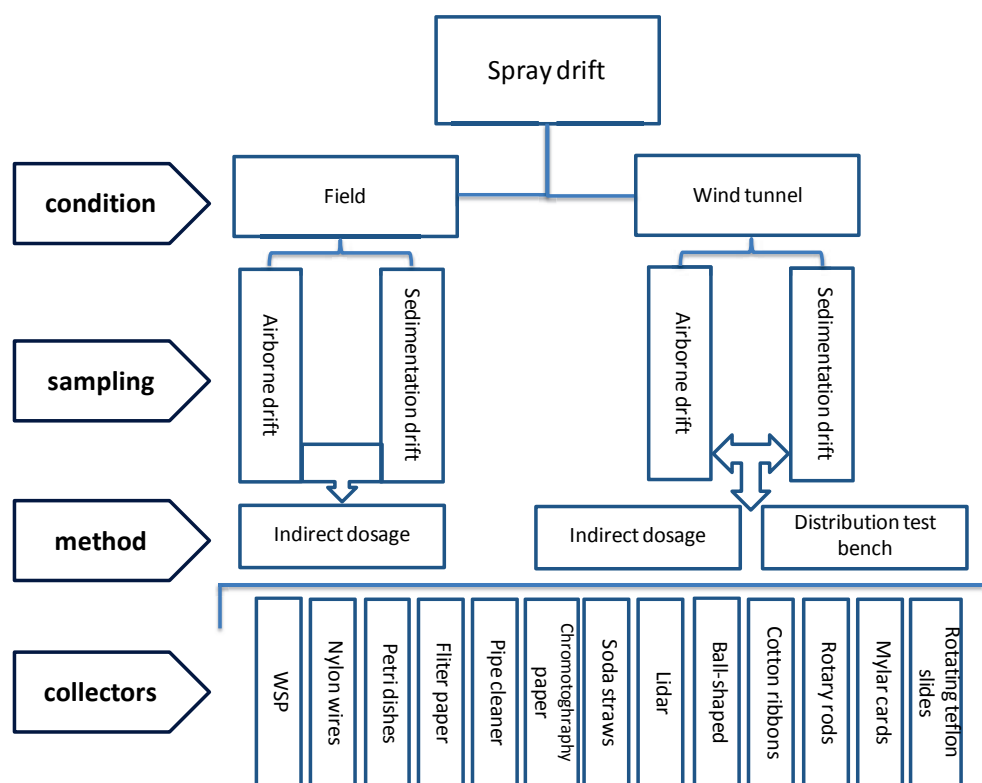 Spray drift
condition
Field
Wind tunnel
sampling
Airborne drift
Sedimentation drift
Airborne drift
Sedimentation drift
method
Indirect dosage
Indirect dosage
Distribution test
bench
collectors
WSP
Nylon wires
Petri dishes
Fliter paper
Pipe cleaner
Chromotoghraphy
paper
Soda straws
Lidar
Ball-shaped
Cotton ribbons
Rotary rods
Mylar cards
Rotating teflon
slides